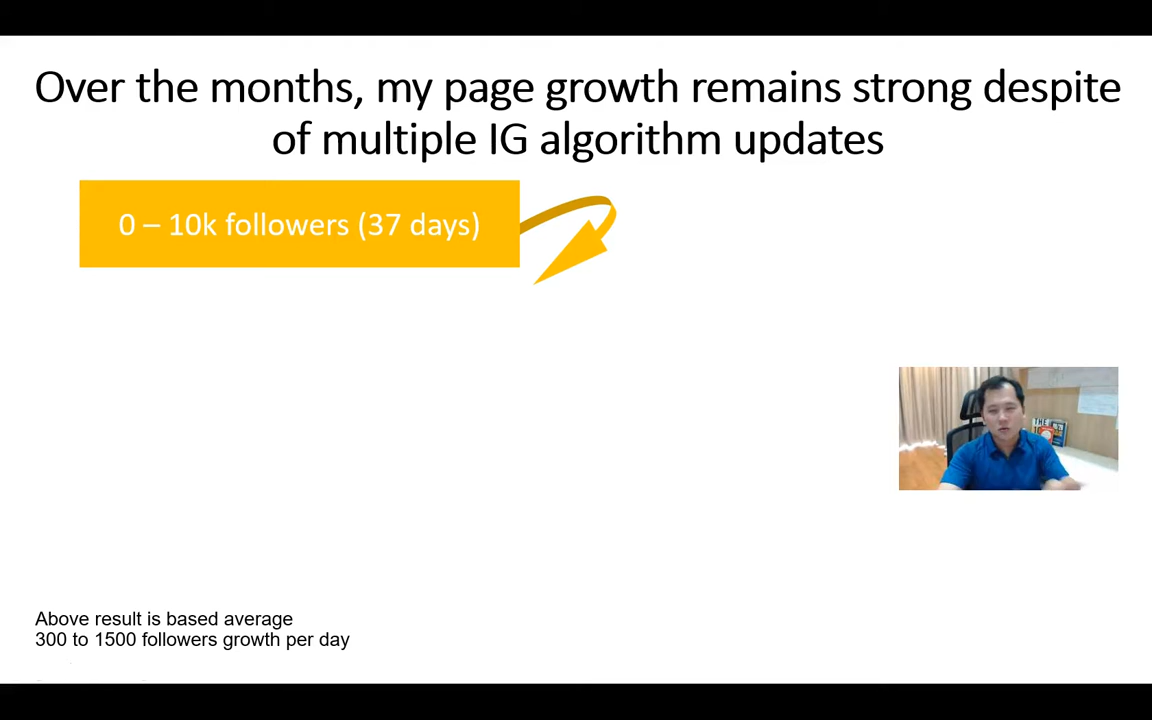 Over the months, my page growth remains strong despite
of multiple IG algorithm updates
0 – 10k followers (37 days)
Above result is based average
300 to 1500 followers growth per day